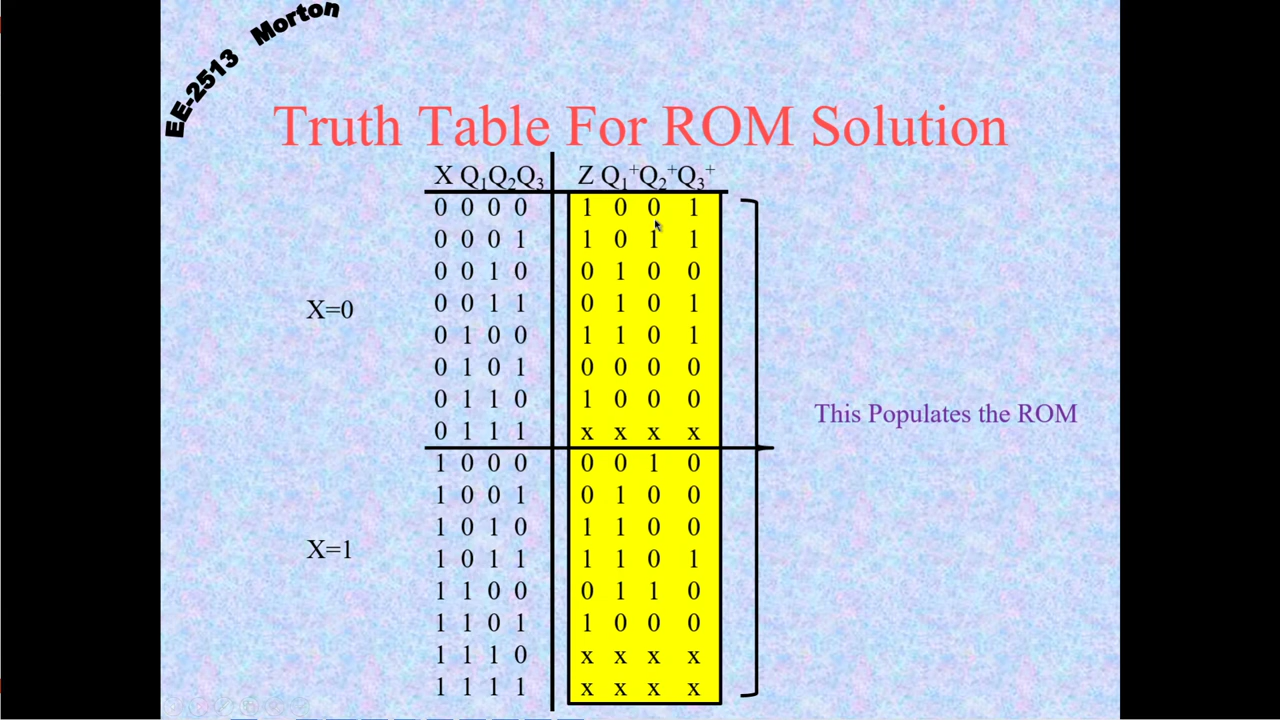 EE-2513 Morton
Truth Table For ROM Solution
X Q₁Q₂Q₃ Z Q₁⁺Q₂⁺Q₃⁺
0 0 0 0 1 0 0 1
0 0 0 1 1 0 1 1
0 0 1 0 0 1 0 0
X=0
0 0 1 1 0 1 0 1
0 1 0 0 1 1 0 1
0 1 0 1 0 0 0 0
0 1 1 0 1 0 0 0
This Populates the ROM
0 1 1 1 x x x x
1 0 0 0 0 0 1 0
1 0 0 1 0 1 0 0
1 0 1 0 1 1 0 0
X=1
1 0 1 1 1 1 0 1
1 1 0 0 0 1 1 0
1 1 0 1 1 0 0 0
1 1 1 0 x x x x
1 1 1 1 x x x x